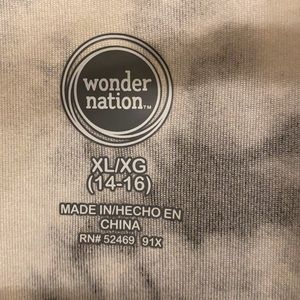 wonder
nation™
XL/XG
(14-16)
MADE IN/HECHO EN
CHINA
RN# 52469 91X